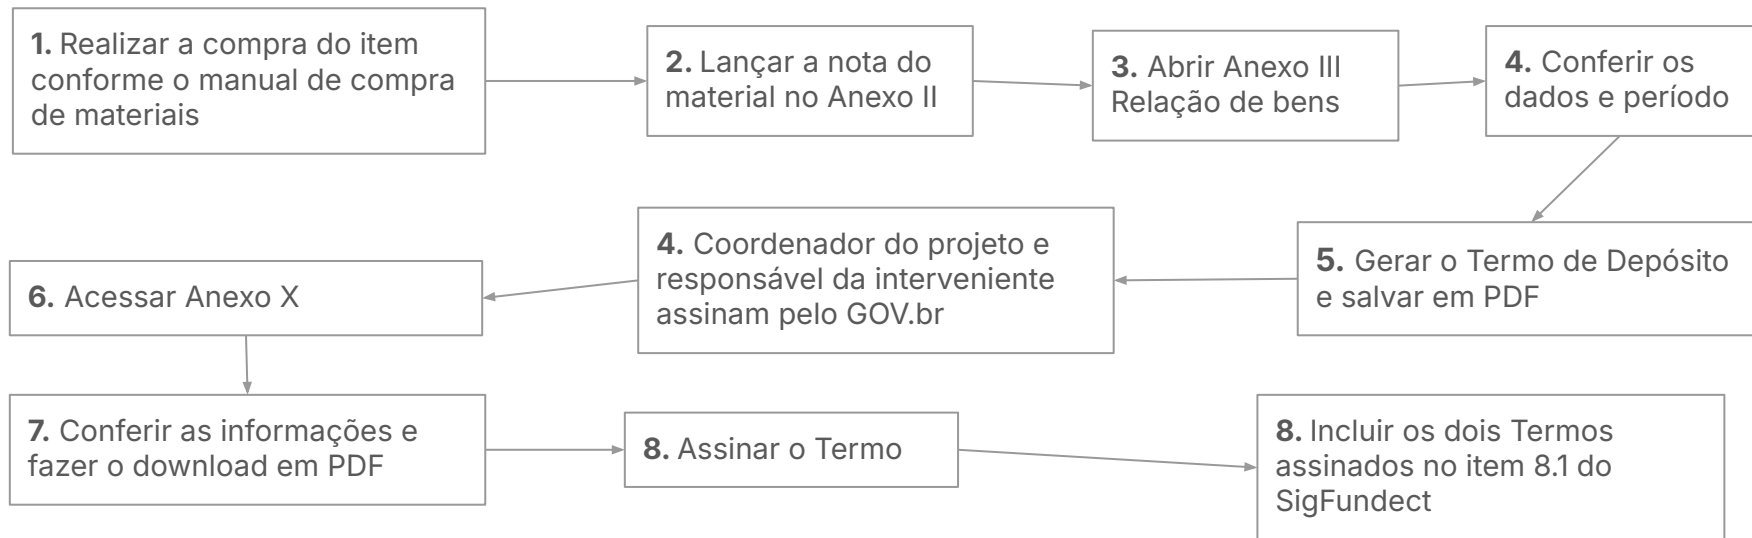 1. Realizar a compra do item
conforme o manual de compra
de materiais
2. Lançar a nota do
material no Anexo II
3. Abrir Anexo III
Relação de bens
4. Conferir os
dados e período
5. Gerar o Termo de Depósito
e salvar em PDF
4. Coordenador do projeto e
responsável da interveniente
assinam pelo GOV.br
6. Acessar Anexo X
7. Conferir as informações e
fazer o download em PDF
8. Assinar o Termo
8. Incluir os dois Termos
assinados no item 8.1 do
SigFundect